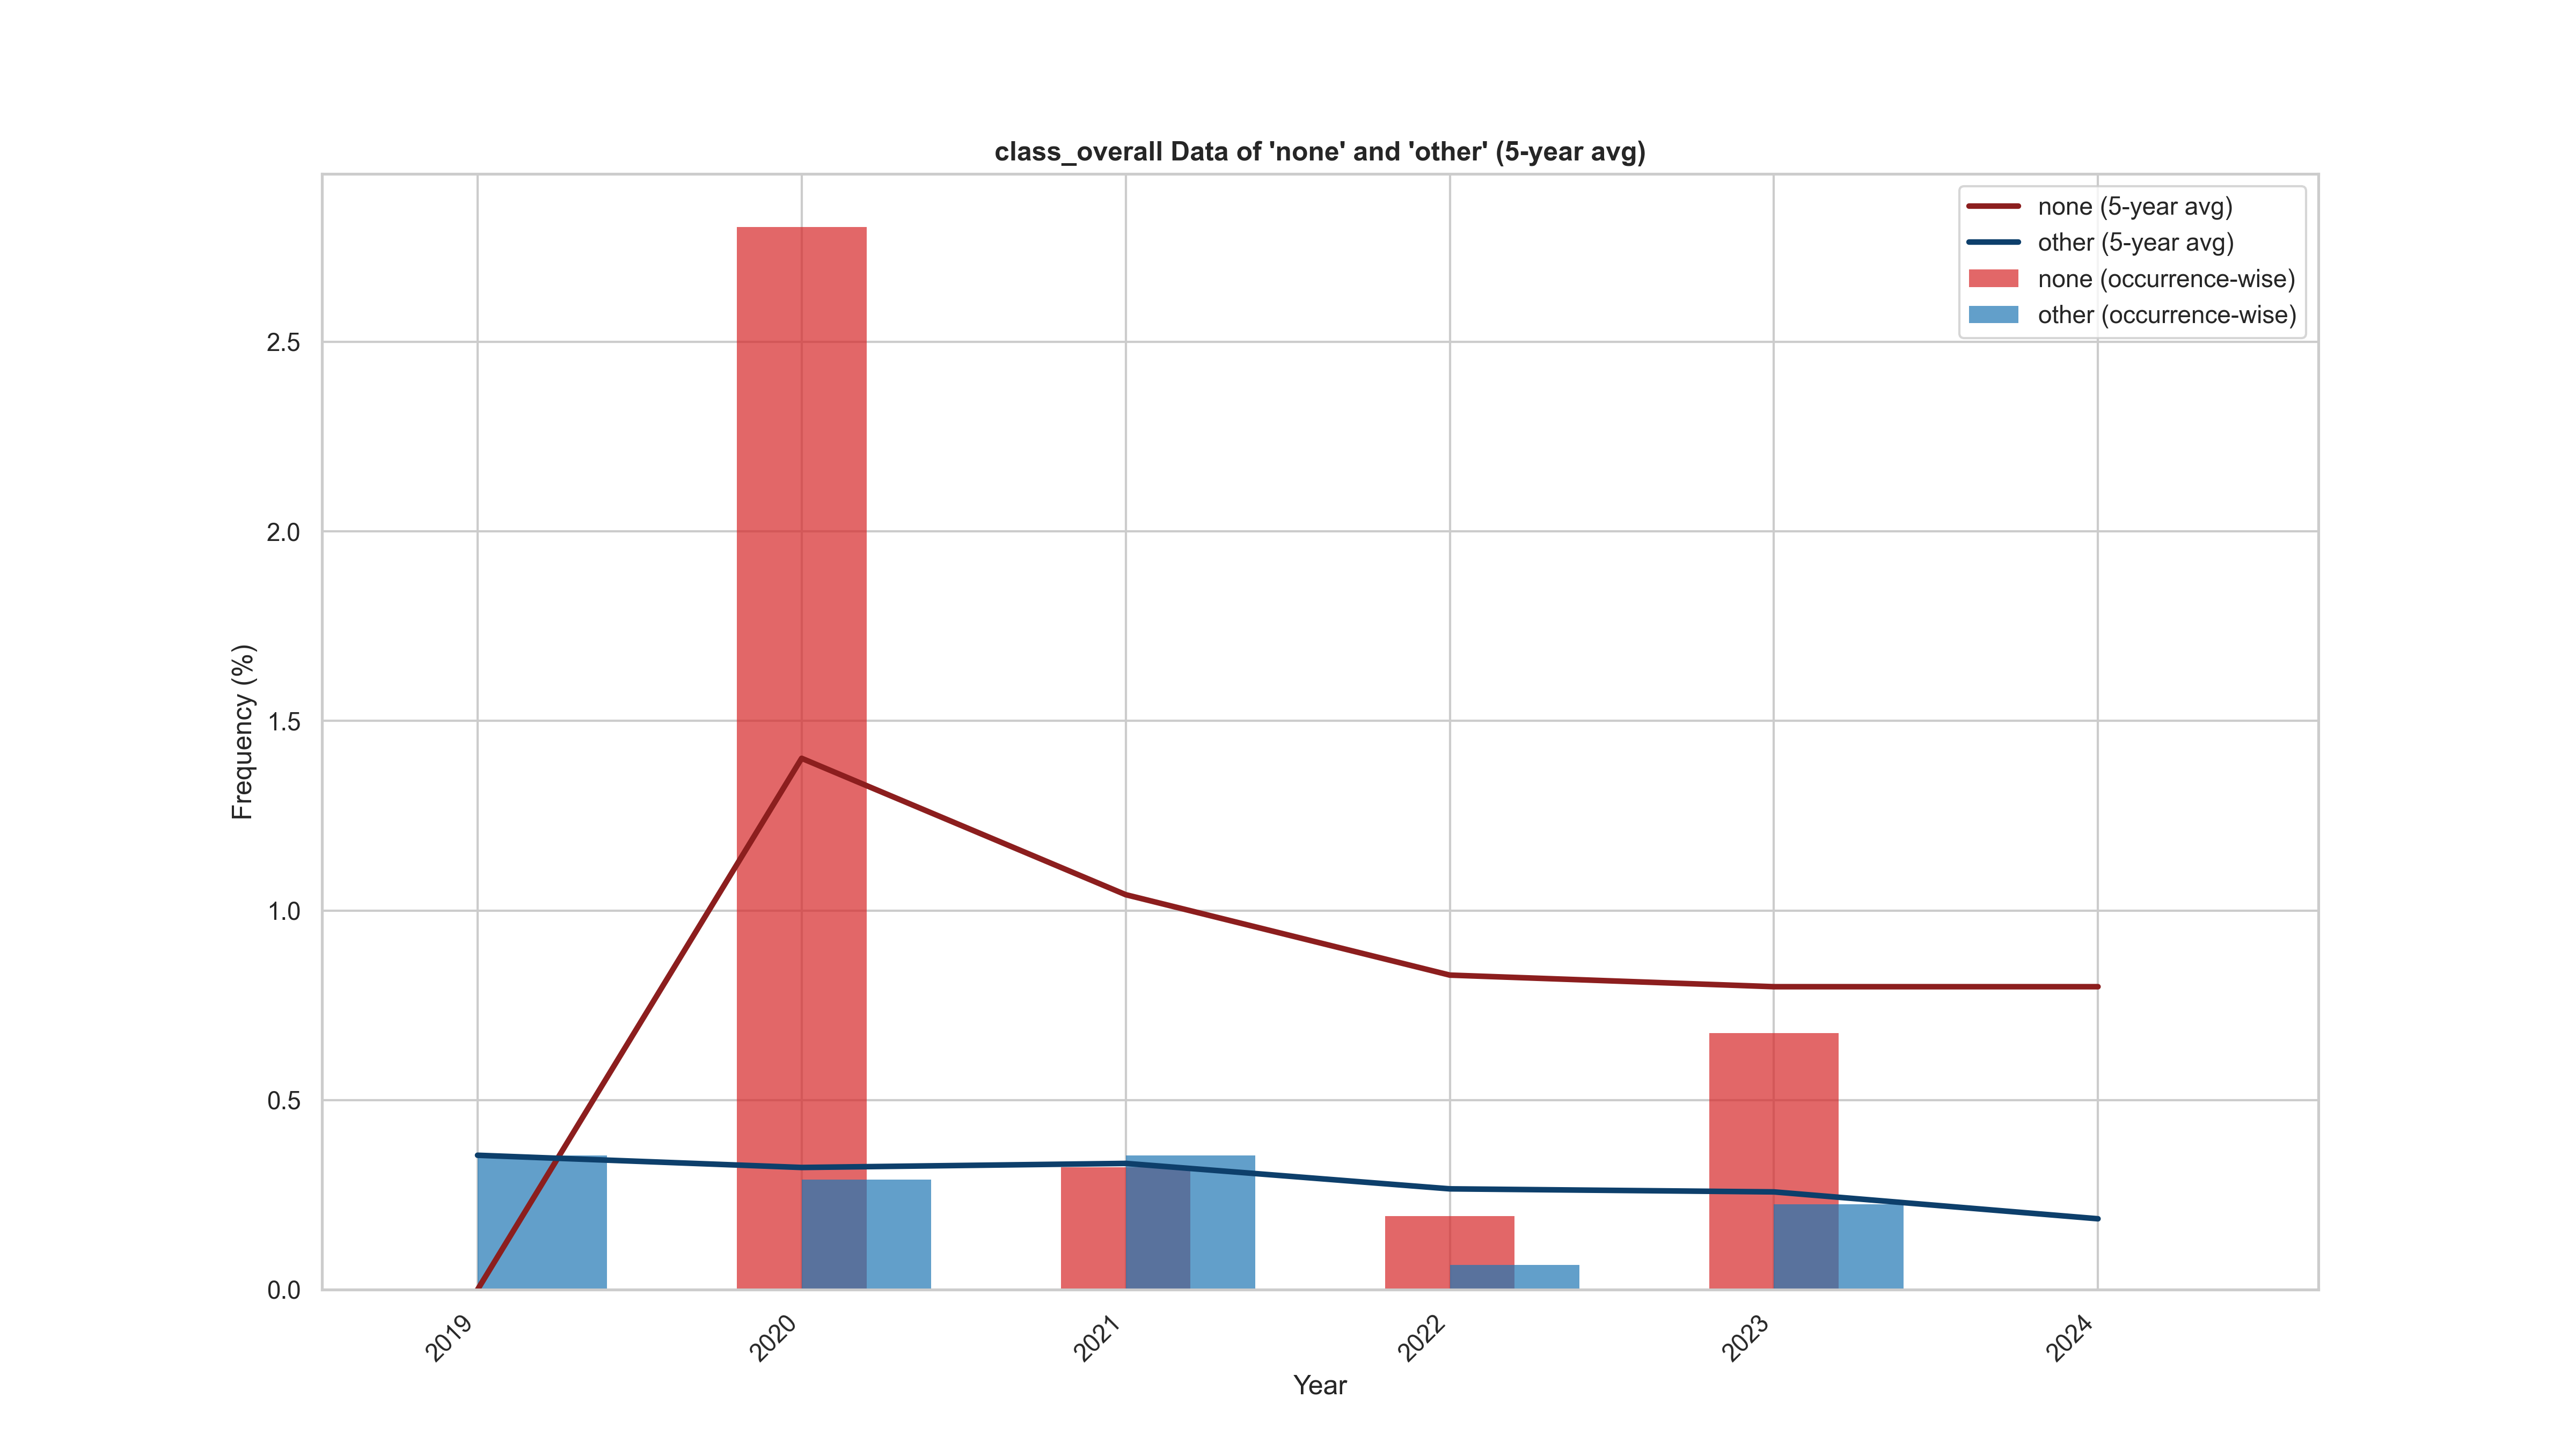 class_overall Data of 'none' and 'other' (5-year avg)
none (5-year avg)
other (5-year avg)
none (occurrence-wise)
other (occurrence-wise)
Frequency (%)
2.5
2.0
1.5
1.0
0.5
0.0
2019
2020
2021
2022
2023
2024
Year